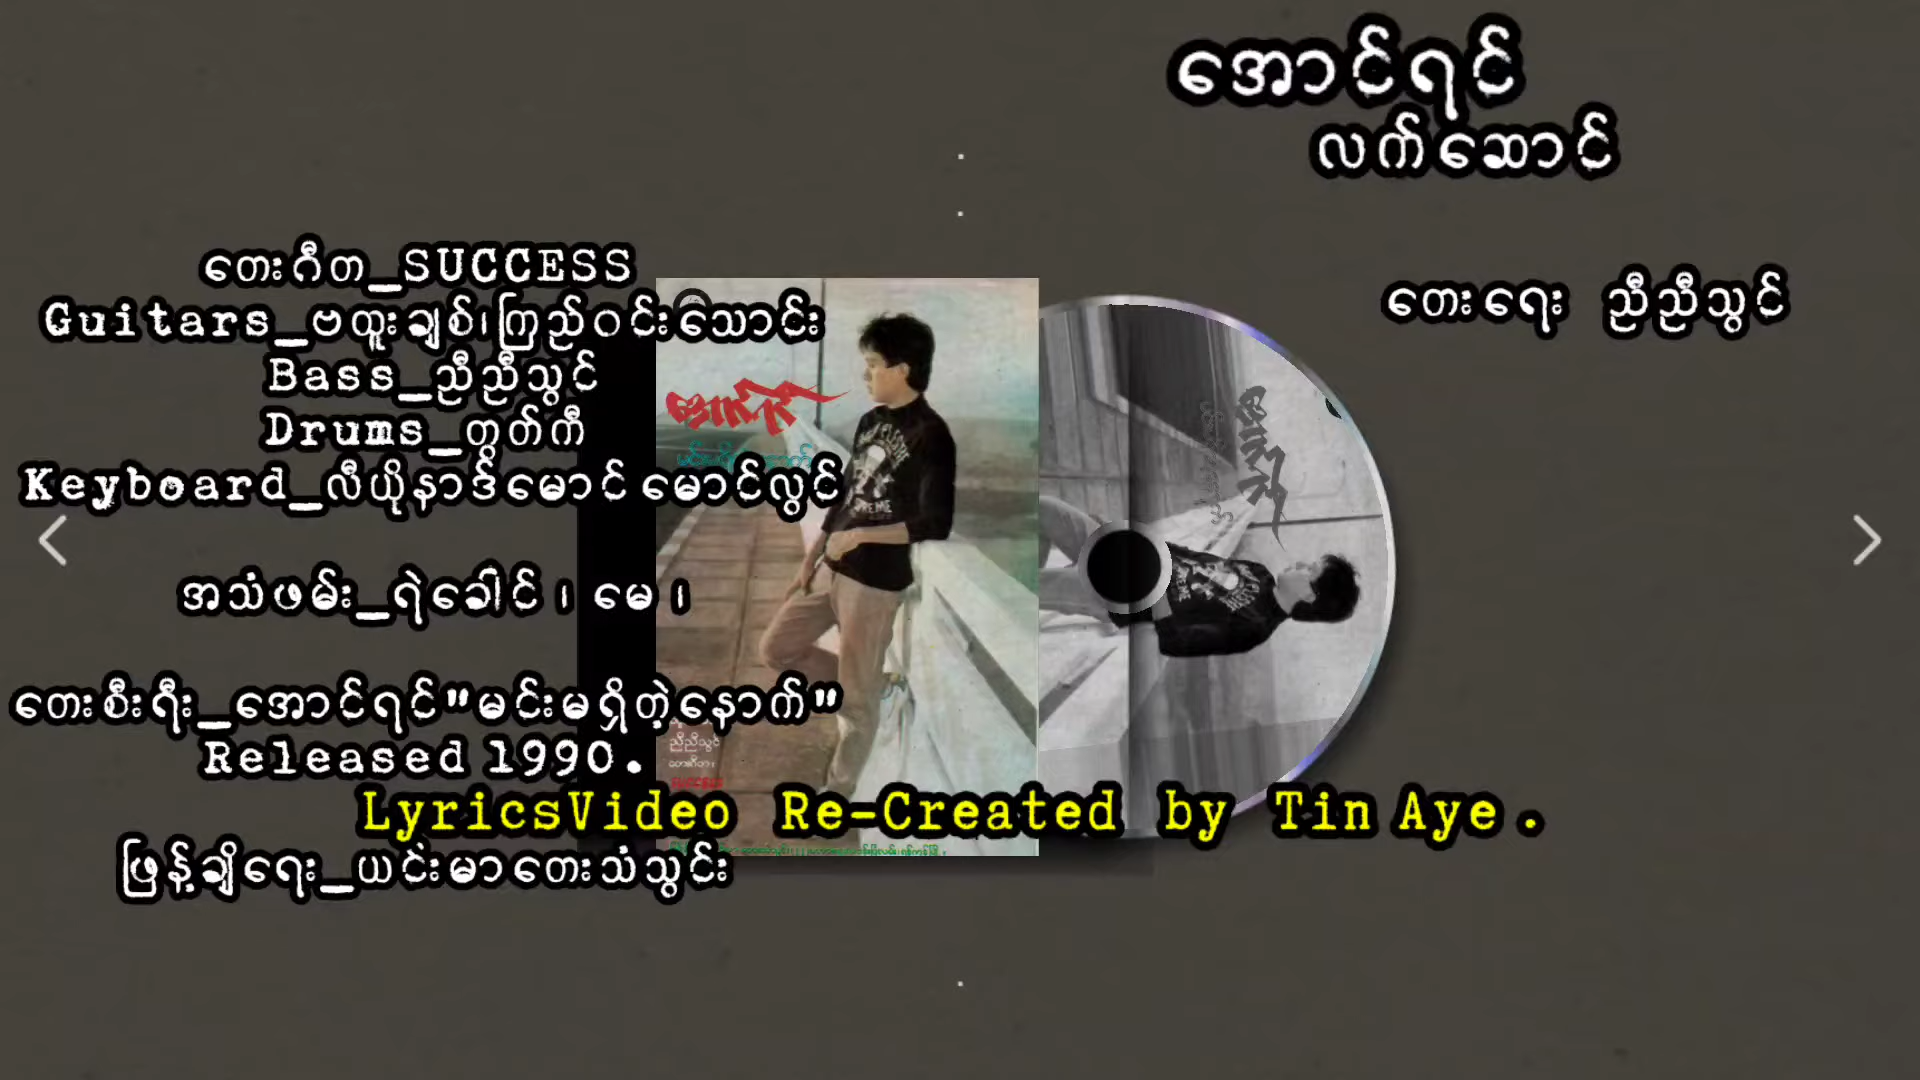 အောင်ရင်
လက်ဆောင်
တေးရေး ညီညီသွင်
တေးဂီတ_SUCCESS
Guitars_ဗထူးချစ်၊ကြည်ဝင်းသောင်း
Bass_ညီညီသွင်
Drums_တွတ်ကီ
Keyboard_လီယိုနာဒ်မောင်မောင်လွင်
အသံဖမ်း_ရဲခေါင်၊ မေ၊
တေးစီးရီး_အောင်ရင်"မင်းမရှိတဲ့နောက်"
Released 1990.
ညီညီသွင်
LyricsVideo Re-Created by Tin Aye.
ဖြန့်ချိရေး_ယင်းမာတေးသံသွင်း